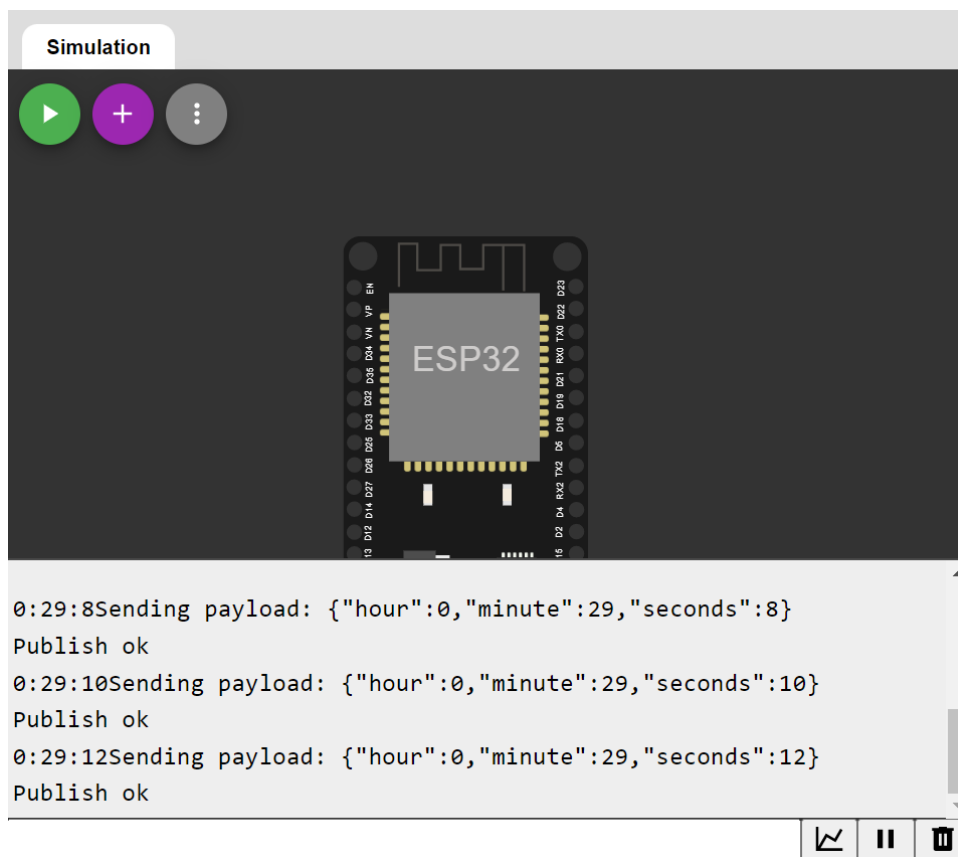 Simulation
ESP32
EN
VP
VN
D34
D35
D32
D33
D25
D26
D27
D14
D12
13
D23
D22
TX0
RX0
D21
D19
D18
D5
TX2
RX2
D4
D2
15
0:29:8Sending payload: {"hour":0,"minute":29,"seconds":8}
Publish ok
0:29:10Sending payload: {"hour":0,"minute":29,"seconds":10}
Publish ok
0:29:12Sending payload: {"hour":0,"minute":29,"seconds":12}
Publish ok